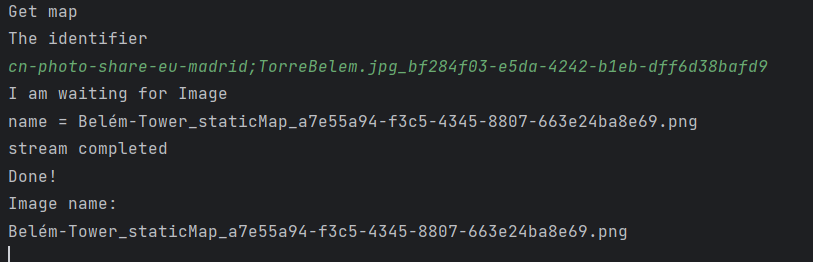 Get map
The identifier
cn-photo-share-eu-madrid;TorreBelem.jpg_bf284f03-e5da-4242-b1eb-dff6d38bafd9
I am waiting for Image
name = Belém-Tower_staticMap_a7e55a94-f3c5-4345-8807-663e24ba8e69.png
stream completed
Done!
Image name:
Belém-Tower_staticMap_a7e55a94-f3c5-4345-8807-663e24ba8e69.png